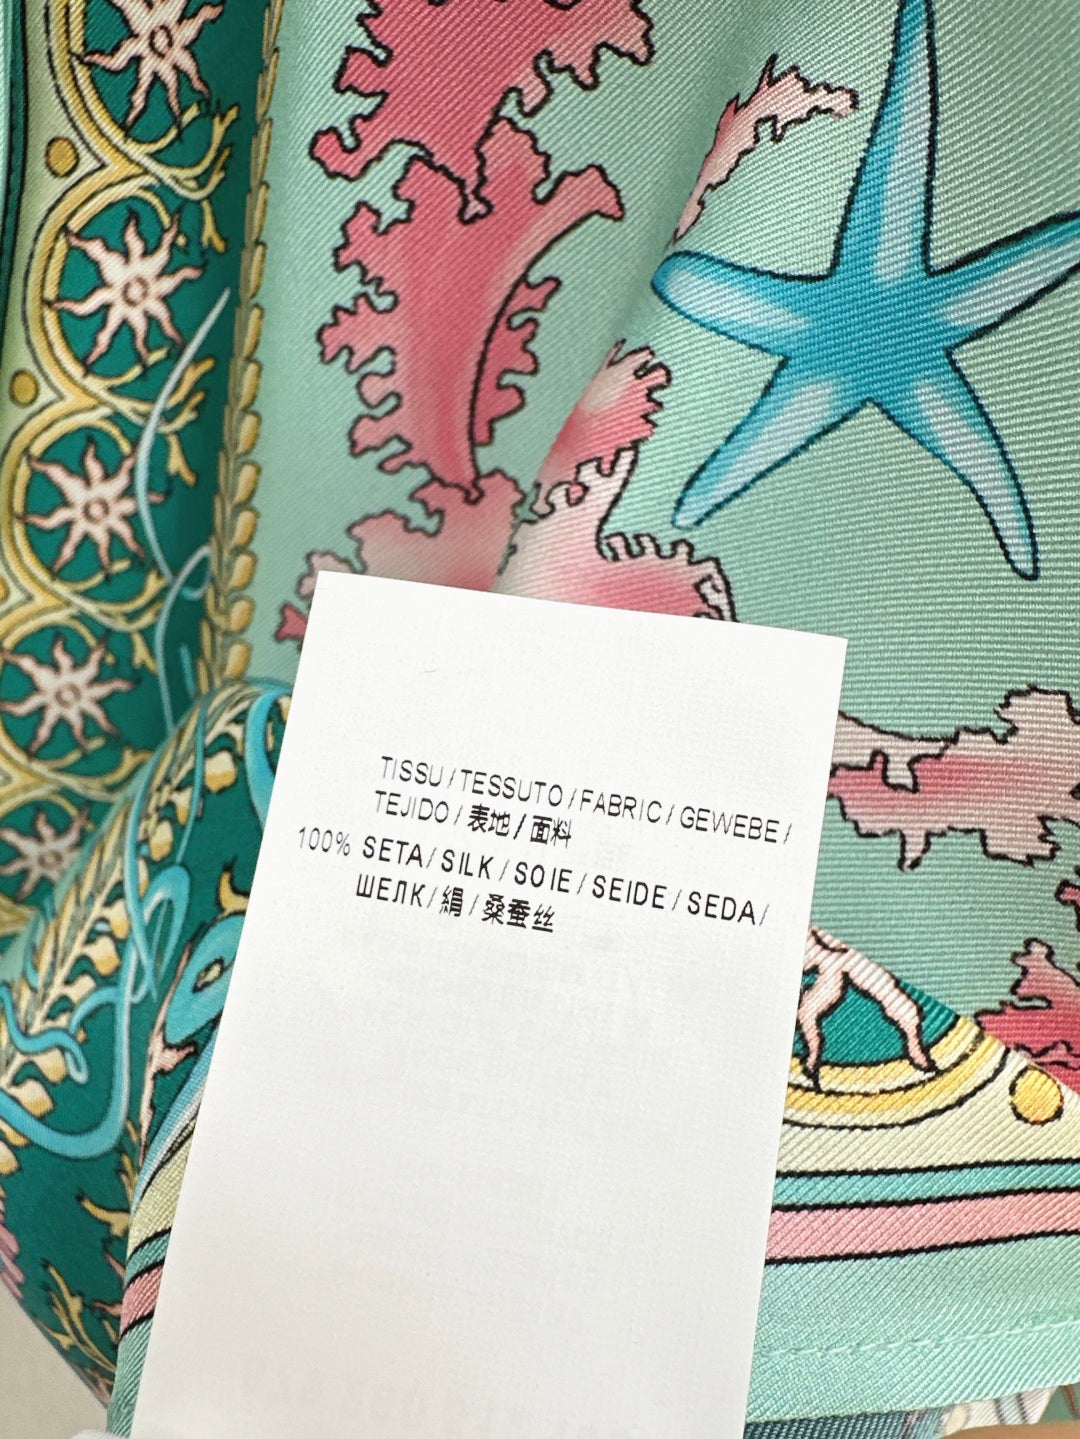 TISSU / TESSUTO / FABRIC / GEWEBE /
TEJIDO / 表地 / 面料
100% SETA / SILK / SOIE / SEIDE / SEDA /
ШЕЛК / 絹 / 桑蚕丝